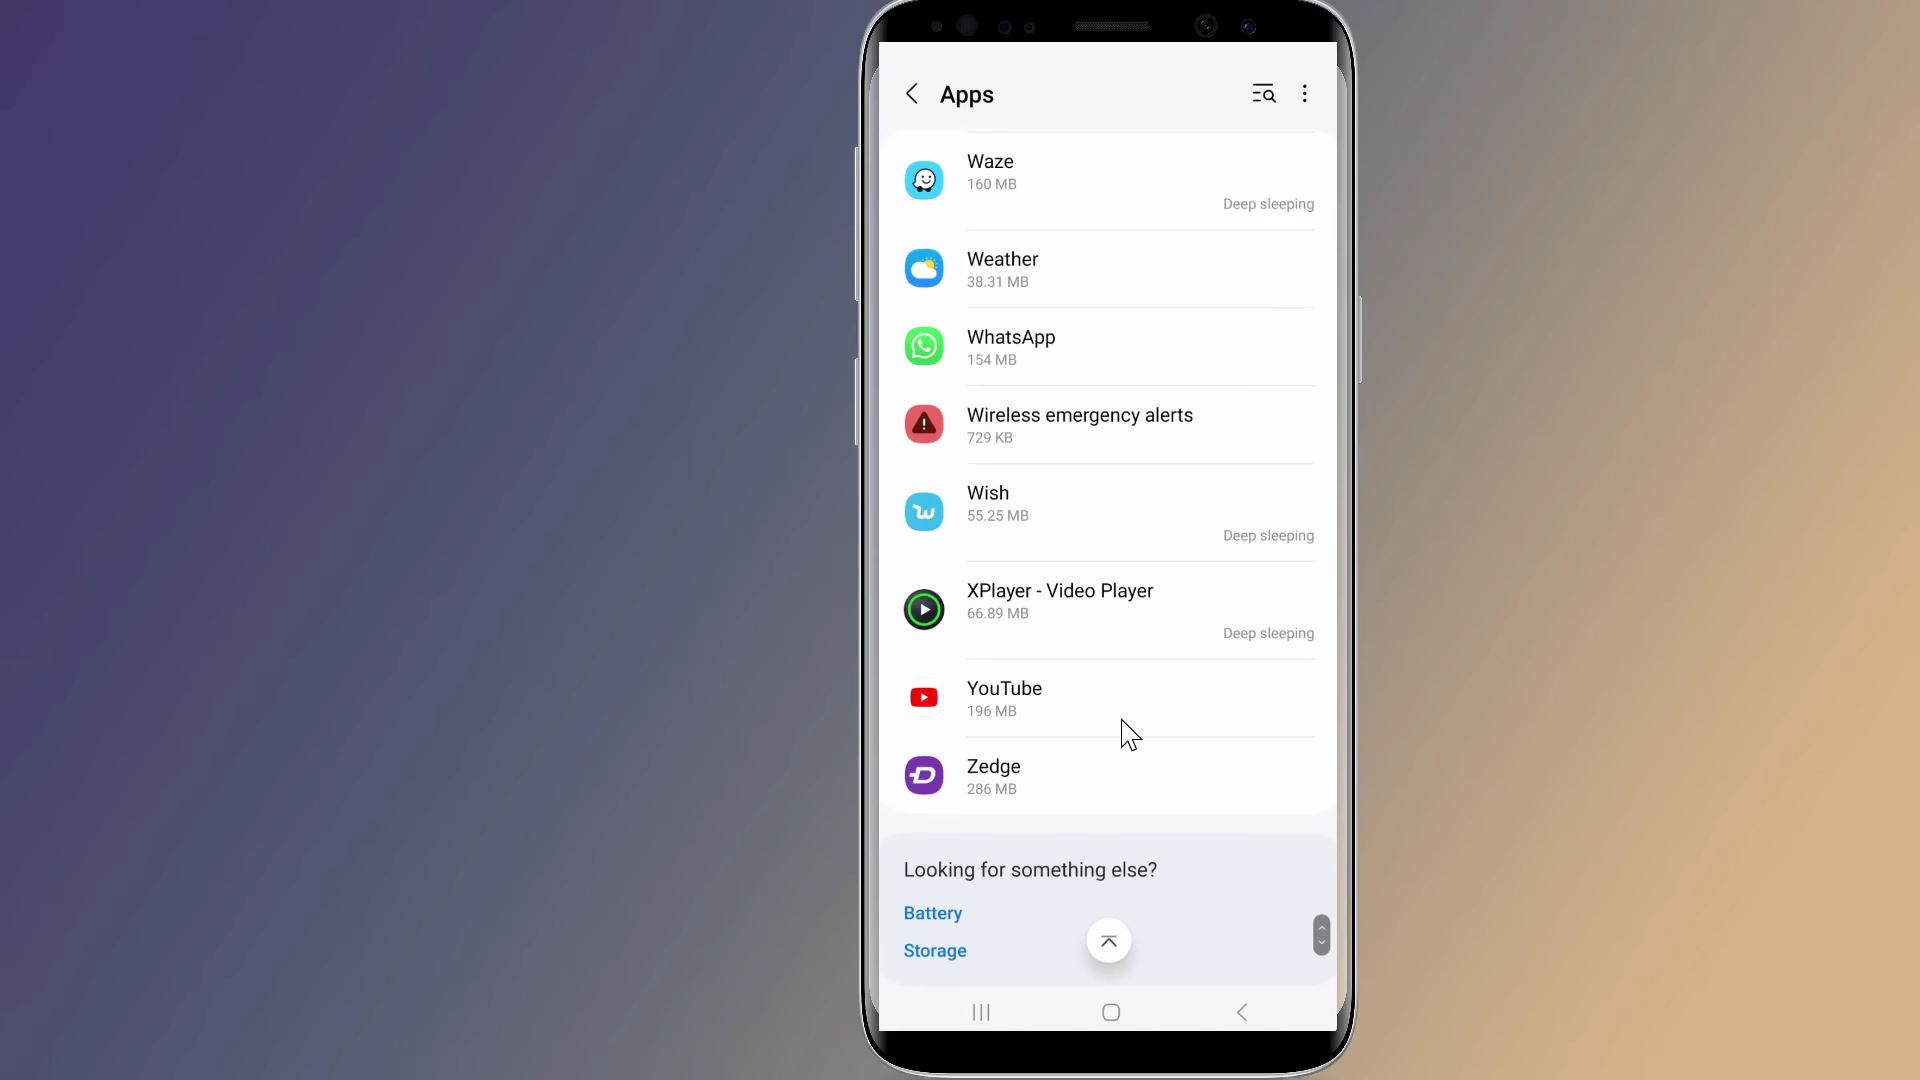 Apps
Waze
160 MB
Deep sleeping
Weather
38.31 MB
WhatsApp
154 MB
Wireless emergency alerts
729 KB
Wish
55.25 MB
Deep sleeping
XPlayer - Video Player
66.89 MB
Deep sleeping
YouTube
196 MB
Zedge
286 MB
Looking for something else?
Battery
Storage